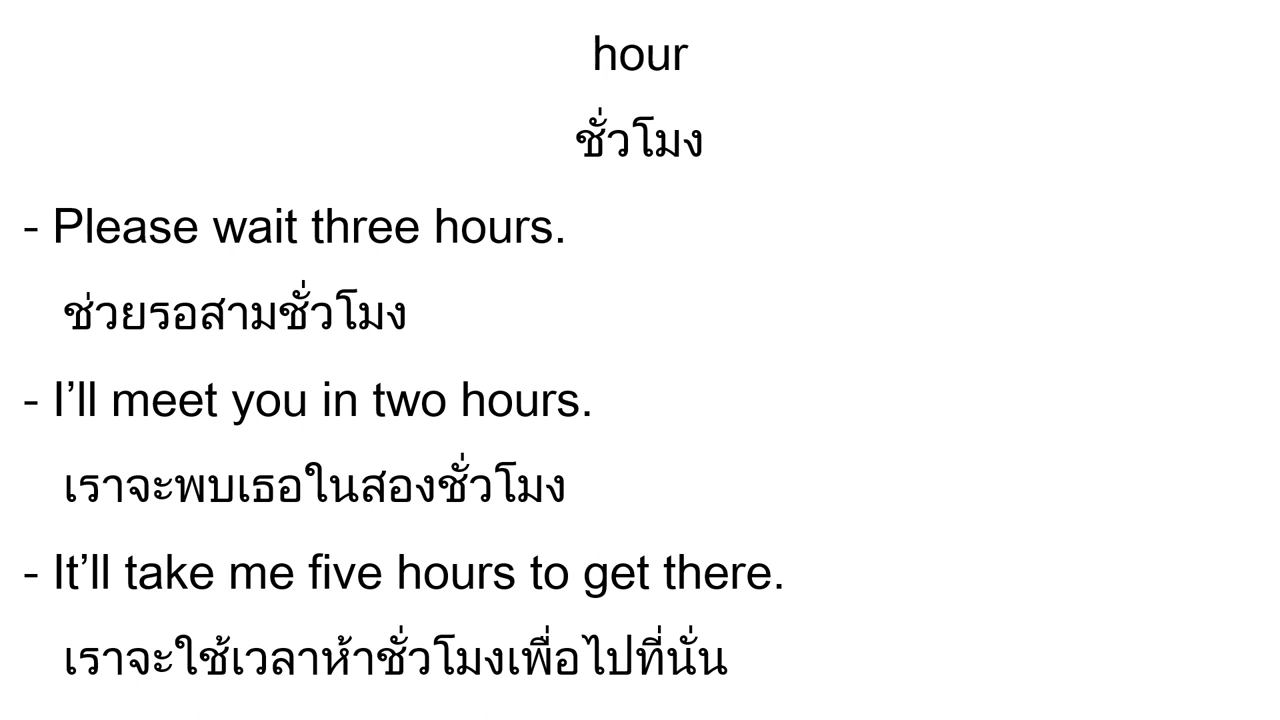 hour
ชั่วโมง
- Please wait three hours.
ช่วยรอสามชั่วโมง
- I’ll meet you in two hours.
เราจะพบเธอในสองชั่วโมง
- It’ll take me five hours to get there.
เราจะใช้เวลาห้าชั่วโมงเพื่อไปที่นั่น